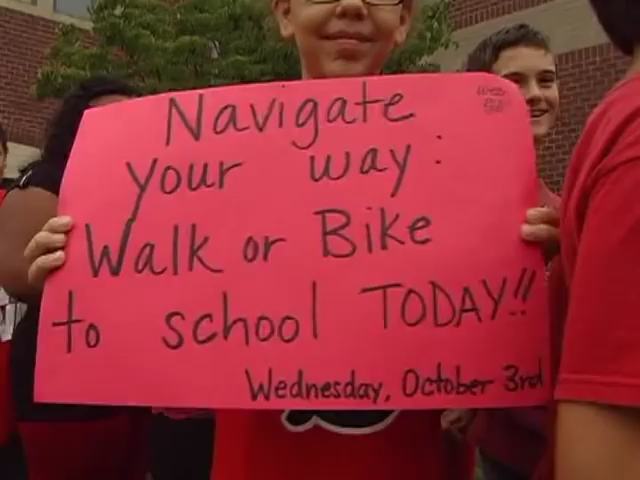 Navigate
your way:
Walk or Bike
to school TODAY!!
Wednesday, October 3rd